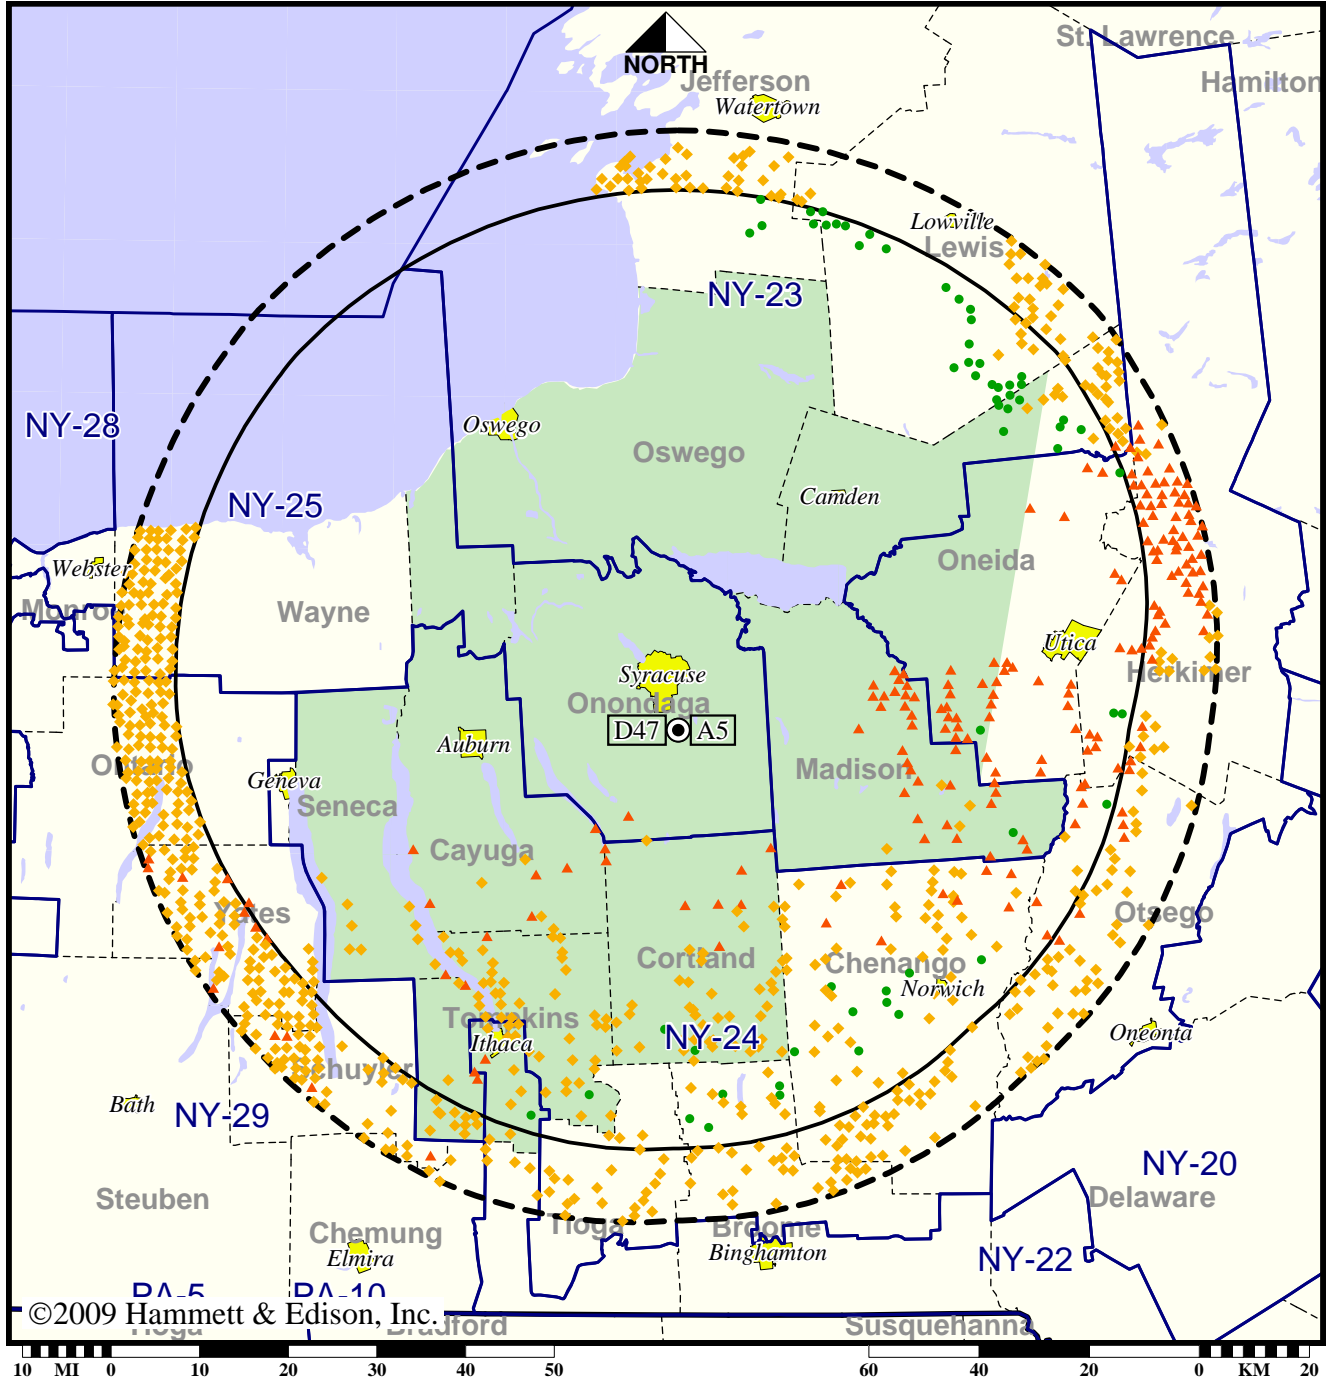 St. Lawrence
NORTH
Jefferson
Hamilton
Watertown
Lowville
Lewis
NY-23
NY-28
Oswego
Oswego
NY-25
Camden
Oneida
Webster
Monro
Wayne
Utica
Syracuse
Herkimer
Onondaga
D47
A5
Auburn
Ontario
Madison
Geneva
Seneca
Cayuga
Yates
Otsego
Cortland
Chenango
Norwich
Tompkins
NY-24
Ithaca
Oneonta
Schuyler
Bath
NY-29
NY-20
Steuben
Delaware
Chemung
Tioga
Broome
Elmira
Binghamton
NY-22
PA-5
PA-10
©2009 Hammett & Edison, Inc.
Tioga
Bradford
Susquehanna
10 MI 0 10 20 30 40 50
60 40 20 0 KM 20